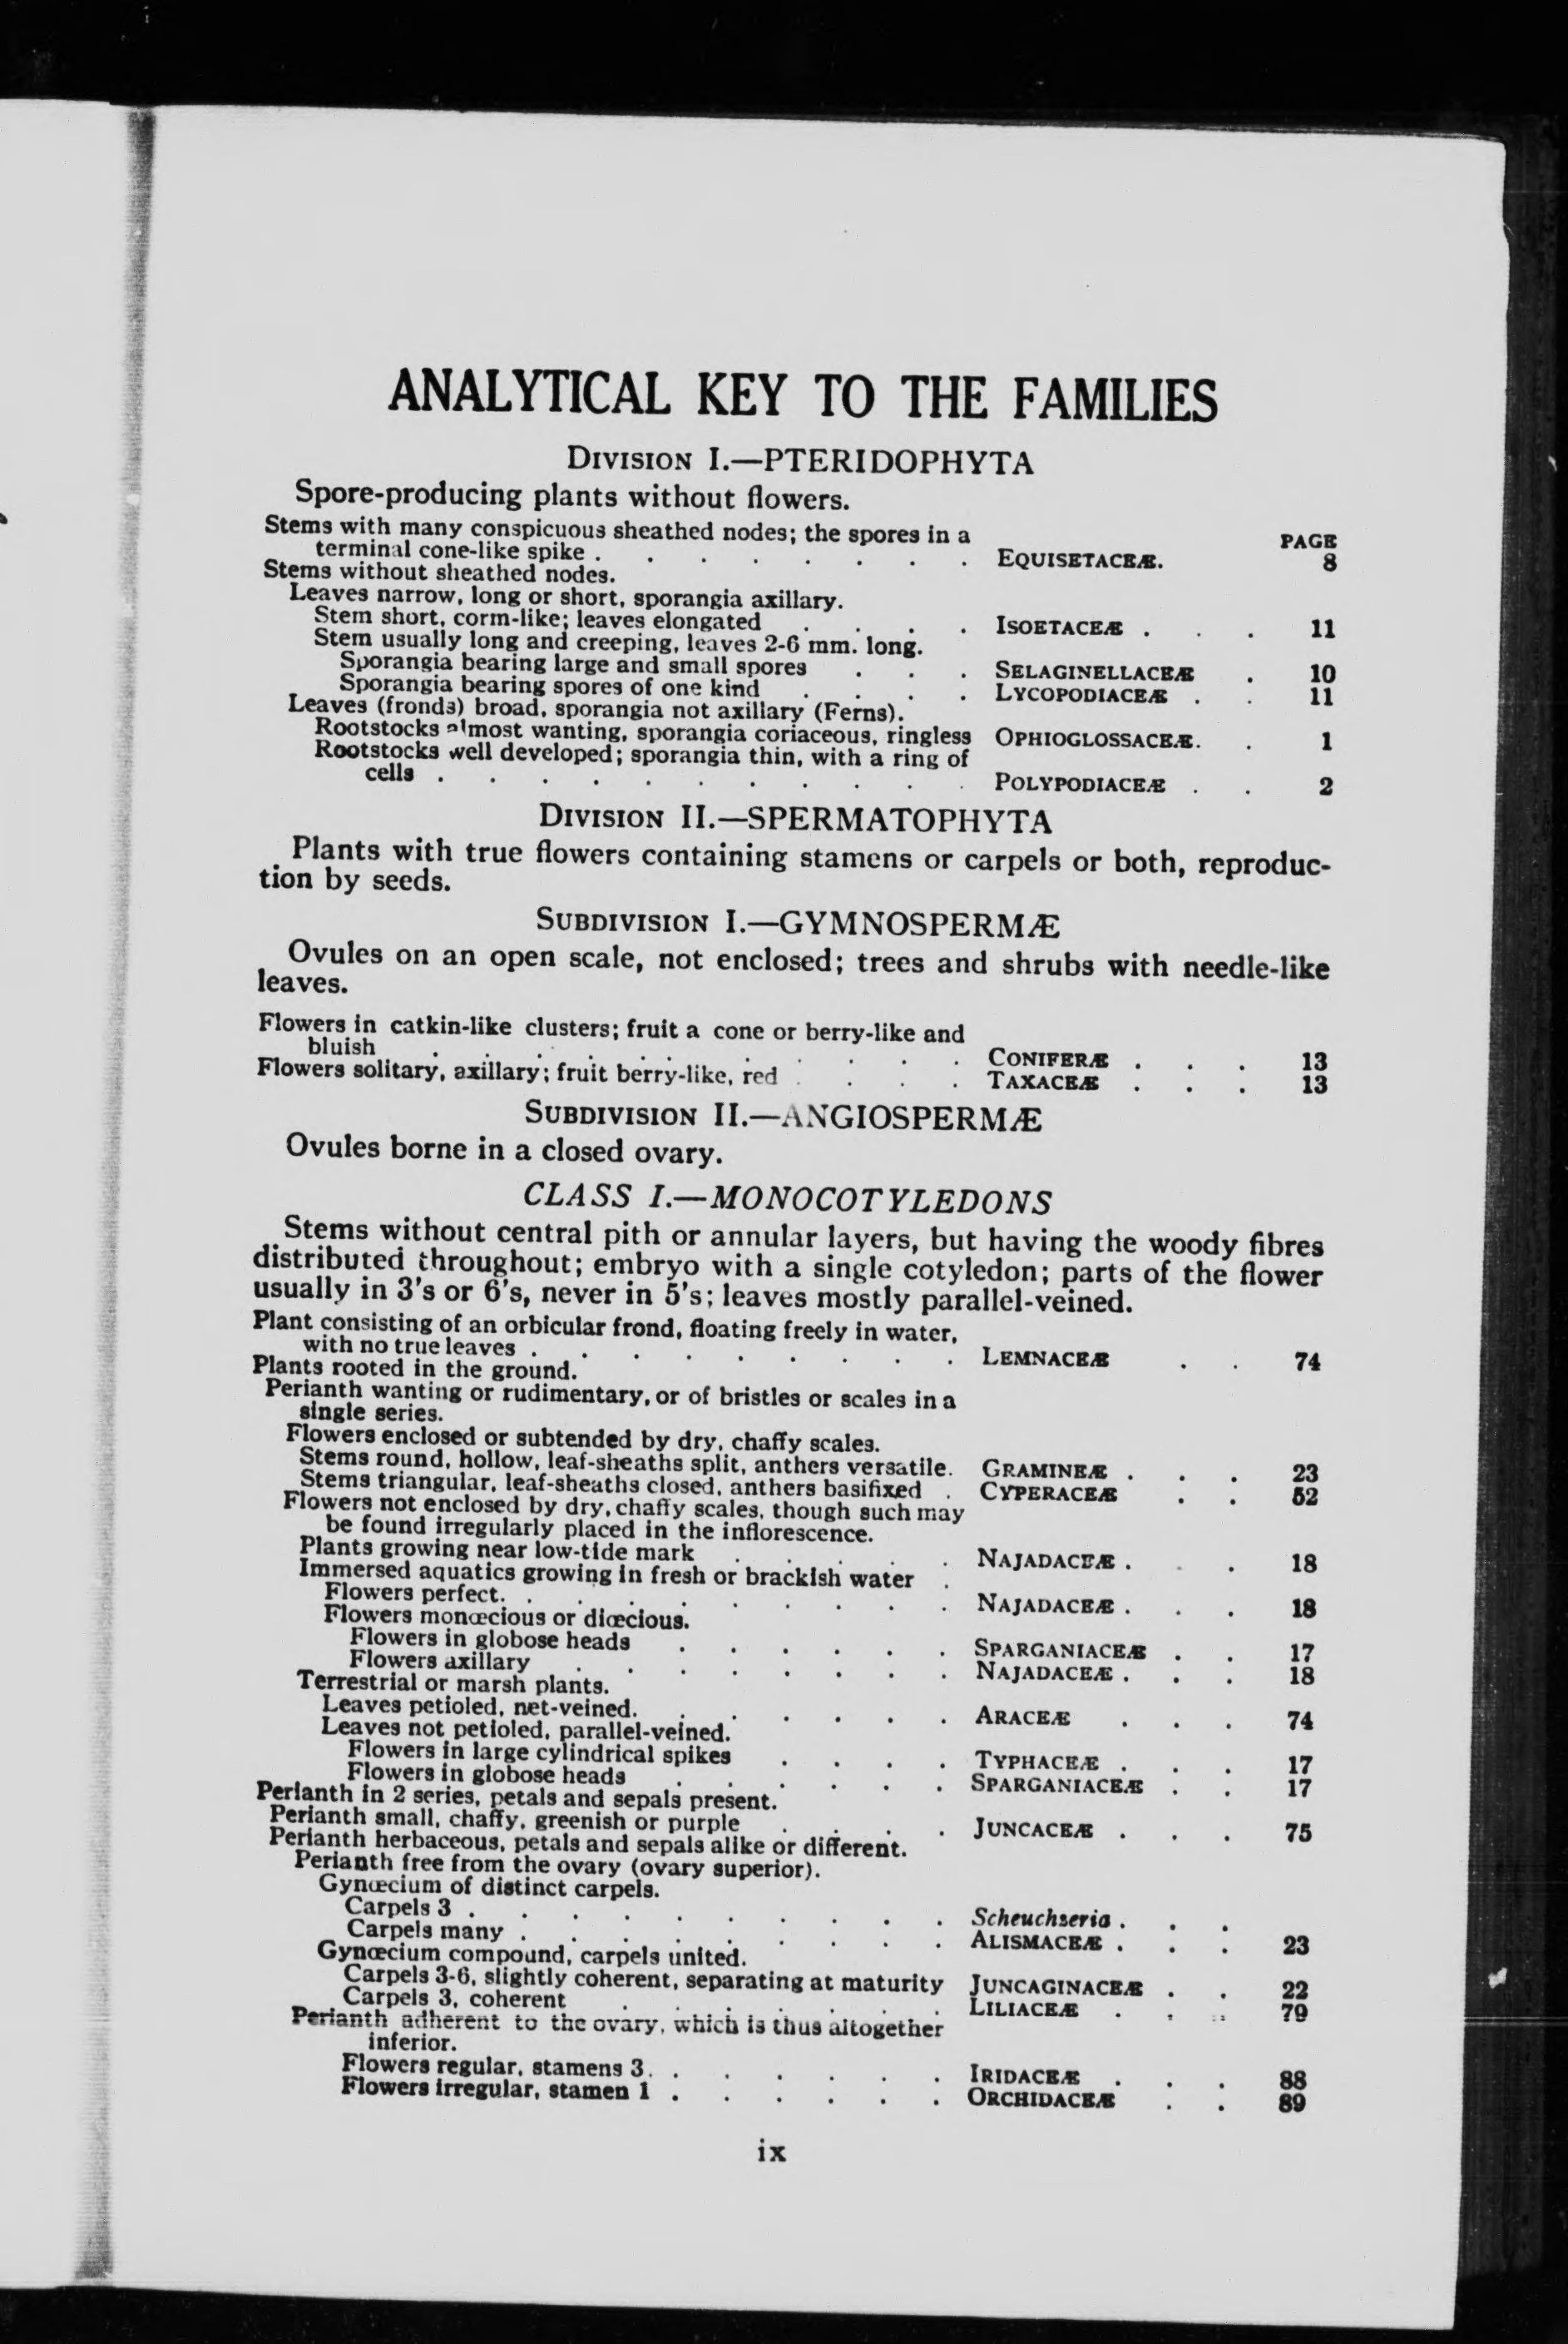 ANALYTICAL KEY TO THE FAMILIES
DIVISION I.—PTERIDOPHYTA
Spore-producing plants without flowers.
Stems with many conspicuous sheathed nodes; the spores in a PAGE
terminal cone-like spike . . . . . . . . EQUISETACEÆ. 8
Stems without sheathed nodes.
Leaves narrow, long or short, sporangia axillary.
Stem short, corm-like; leaves elongated . . . . ISOETACEÆ . . . 11
Stem usually long and creeping, leaves 2-6 mm. long.
Sporangia bearing large and small spores . . . SELAGINELLACEÆ . 10
Sporangia bearing spores of one kind . . . . LYCOPODIACEÆ . . 11
Leaves (fronds) broad, sporangia not axillary (Ferns).
Rootstocks almost wanting, sporangia coriaceous, ringless OPHIOGLOSSACEÆ. . 1
Rootstocks well developed; sporangia thin, with a ring of
cells . . . . . . . . . . . POLYPODIACEÆ . . 2
DIVISION II.—SPERMATOPHYTA
Plants with true flowers containing stamens or carpels or both, reproduc-
tion by seeds.
SUBDIVISION I.—GYMNOSPERMÆ
Ovules on an open scale, not enclosed; trees and shrubs with needle-like
leaves.
Flowers in catkin-like clusters; fruit a cone or berry-like and
bluish . . . . . . . . . . . CONIFERÆ . . . 13
Flowers solitary, axillary; fruit berry-like, red . . . . TAXACEÆ . . . 13
SUBDIVISION II.—ANGIOSPERMÆ
Ovules borne in a closed ovary.
CLASS I.—MONOCOTYLEDONS
Stems without central pith or annular layers, but having the woody fibres
distributed throughout; embryo with a single cotyledon; parts of the flower
usually in 3's or 6's, never in 5's; leaves mostly parallel-veined.
Plant consisting of an orbicular frond, floating freely in water,
with no true leaves . . . . . . . . . LEMNACEÆ . . 74
Plants rooted in the ground.
Perianth wanting or rudimentary, or of bristles or scales in a
single series.
Flowers enclosed or subtended by dry, chaffy scales.
Stems round, hollow, leaf-sheaths split, anthers versatile. GRAMINEÆ . . . 23
Stems triangular, leaf-sheaths closed, anthers basifixed . CYPERACEÆ . . 52
Flowers not enclosed by dry, chaffy scales, though such may
be found irregularly placed in the inflorescence.
Plants growing near low-tide mark . . . . . NAJADACEÆ . . . 18
Immersed aquatics growing in fresh or brackish water .
Flowers perfect. . . . . . . . . . NAJADACEÆ . . . 18
Flowers monœcious or diœcious.
Flowers in globose heads . . . . . . SPARGANIACEÆ . . 17
Flowers axillary . . . . . . . . NAJADACEÆ . . . 18
Terrestrial or marsh plants.
Leaves petioled, net-veined. . . . . . . ARACEÆ . . . 74
Leaves not petioled, parallel-veined.
Flowers in large cylindrical spikes . . . . TYPHACEÆ . . . 17
Flowers in globose heads . . . . . . SPARGANIACEÆ . . 17
Perianth in 2 series, petals and sepals present.
Perianth small, chaffy, greenish or purple . . . . JUNCACEÆ . . . 75
Perianth herbaceous, petals and sepals alike or different.
Perianth free from the ovary (ovary superior).
Gynœcium of distinct carpels.
Carpels 3 . . . . . . . . . . Scheuchzeria . . .
Carpels many . . . . . . . . . ALISMACEÆ . . . 23
Gynœcium compound, carpels united.
Carpels 3-6, slightly coherent, separating at maturity JUNCAGINACEÆ . . 22
Carpels 3, coherent . . . . . . . LILIACEÆ . . . 79
Perianth adherent to the ovary, which is thus altogether
inferior.
Flowers regular, stamens 3. . . . . . . IRIDACEÆ . . . 88
Flowers irregular, stamen 1 . . . . . . ORCHIDACEÆ . . 89
ix